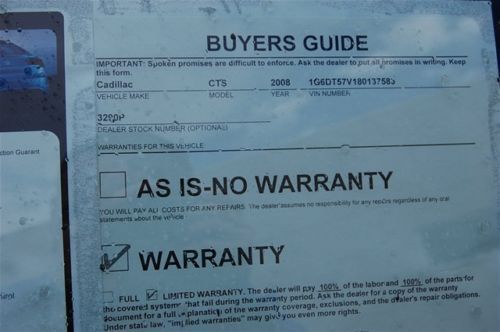 BUYERS GUIDE
IMPORTANT: Spoken promises are difficult to enforce. Ask the dealer to put all promises in writing. Keep
this form.
Cadillac CTS 2008 1G6DT57V180137583
VEHICLE MAKE MODEL YEAR VIN NUMBER
3290P
DEALER STOCK NUMBER (OPTIONAL)
WARRANTIES FOR THIS VEHICLE:
ction Guarant
AS IS-NO WARRANTY
YOU WILL PAY ALL COSTS FOR ANY REPAIRS. The dealer assumes no responsibility for any repairs regardless of any oral
statements about the vehicle
WARRANTY
FULL LIMITED WARRANTY. The dealer will pay 100% of the labor and 100% of the parts for
the covered systems that fail during the warranty period. Ask the dealer for a copy of the warranty
document for a full explanation of the warranty coverage, exclusions, and the dealer's repair obligations.
Under state law, "implied warranties" may give you even more rights.